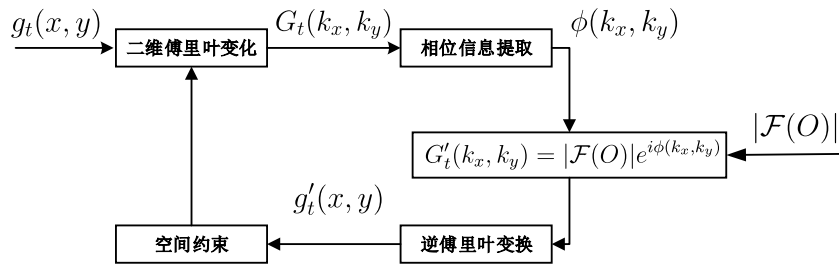 g_t(x, y)
二维傅里叶变化
G_t(k_x, k_y)
相位信息提取
ϕ(k_x, k_y)
G'_t(k_x, k_y) = |ℱ(O)|e^{iϕ(k_x,k_y)}
|ℱ(O)|
g'_t(x, y)
空间约束
逆傅里叶变换